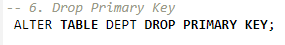 -- 6. Drop Primary Key
ALTER TABLE DEPT DROP PRIMARY KEY;